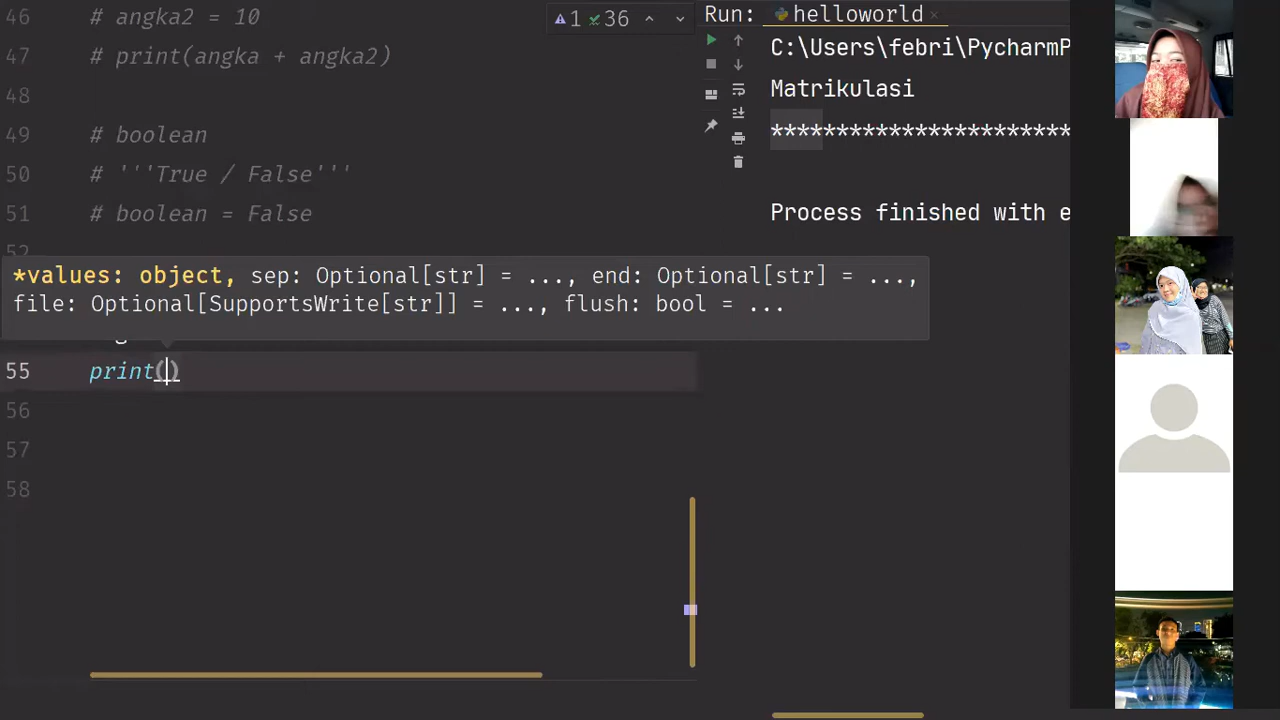 46 # angka2 = 10
47 # print(angka + angka2)
48
49 # boolean
50 # '''True / False'''
51 # boolean = False
52
*values: object, sep: Optional[str] = ..., end: Optional[str] = ...,
file: Optional[SupportsWrite[str]] = ..., flush: bool = ...
55 print()
56
57
58
1 36
Run: helloworld ×
C:\Users\febri\PycharmP
Matrikulasi
***********************
Process finished with e